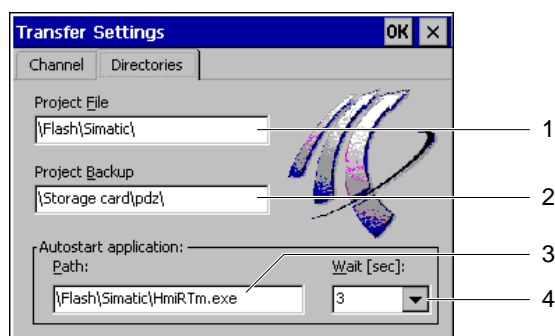 Transfer Settings OK ×
Channel Directories
Project File
\Flash\Simatic\ 1
Project Backup
\Storage card\pdz\ 2
Autostart application: 3
Path: Wait [sec]:
\Flash\Simatic\HmiRTm.exe 3 4